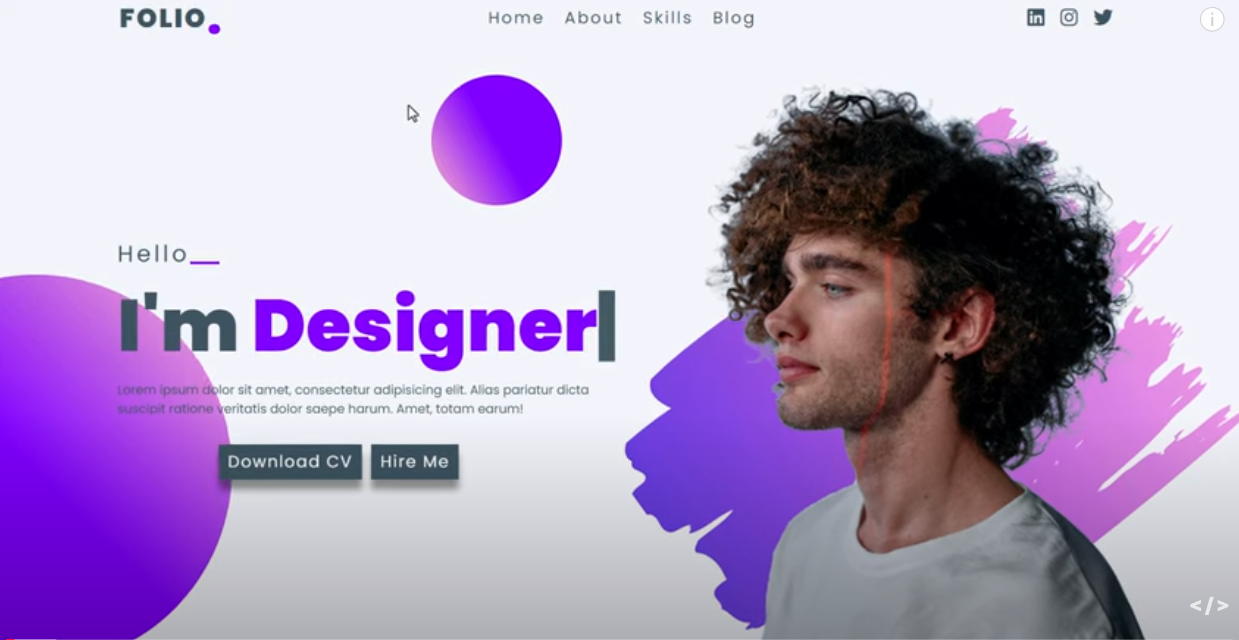 FOLIO.
Home About Skills Blog
Hello__
I'm Designer|
Lorem ipsum dolor sit amet, consectetur adipisicing elit. Alias pariatur dicta
suscipit ratione veritatis dolor saepe harum. Amet, totam earum!
Download CV Hire Me
</>